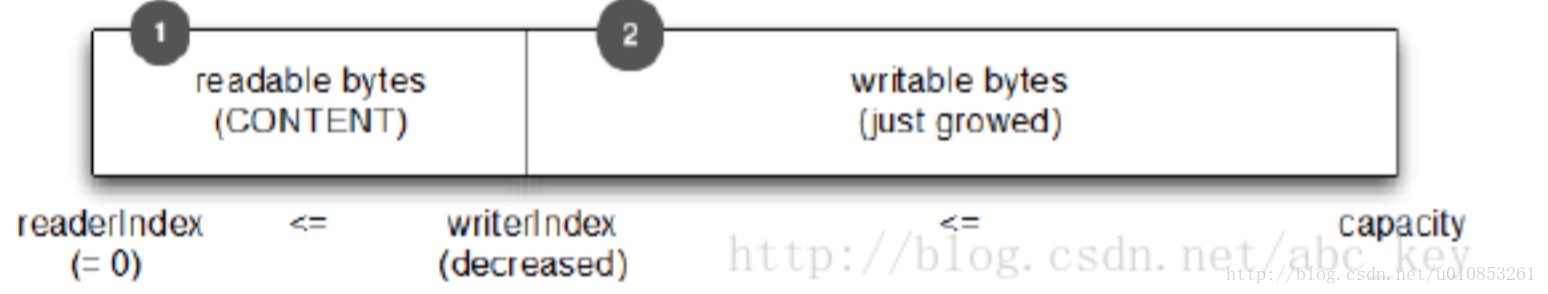 1
2
readable bytes
(CONTENT)
writable bytes
(just growed)
readerIndex
(= 0)
<=
writerIndex
(decreased)
<=
capacity
http://blog.csdn.net/abc_key
http://blog.csdn.net/u010853261